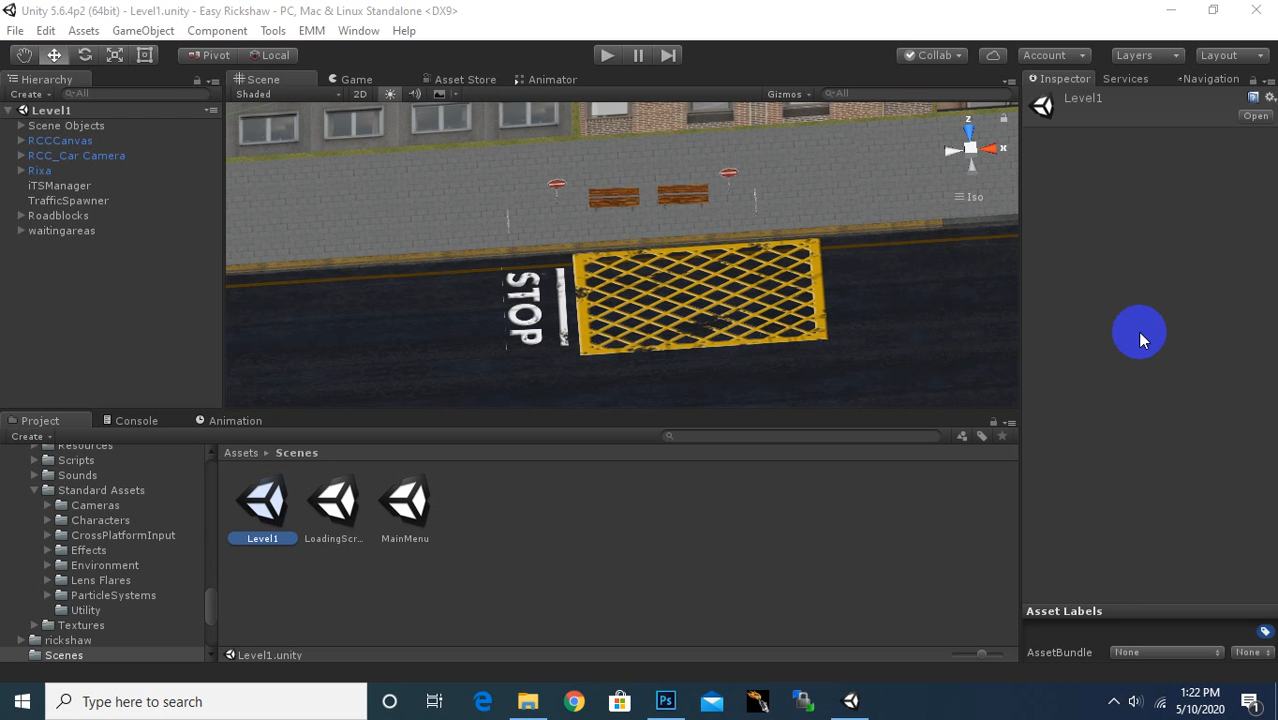 Unity 5.6.4p2 (64bit) - Level1.unity - Easy Rickshaw - PC, Mac & Linux Standalone <DX9>
File Edit Assets GameObject Component Tools EMM Window Help
Pivot Local Collab Account Layers Layout
Hierarchy Scene Game Asset Store Animator Inspector Services Navigation
Create All Shaded 2D Gizmos All Level1
Open
Level1
Scene Objects
RCCCanvas
RCC_Car Camera
Rixa
iTSManager
TrafficSpawner
Roadblocks
waitingareas
z
x
Iso
STOP
Project Console Animation
Create
Assets Scenes
Resources
Scripts
Sounds
Standard Assets
Cameras
Characters
CrossPlatformInput
Effects
Environment
Lens Flares
ParticleSystems
Utility
Textures
rickshaw
Scenes
Level1 LoadingScr... MainMenu
Level1.unity
Asset Labels
AssetBundle None None
Type here to search
Ps
1:22 PM
5/10/2020
1